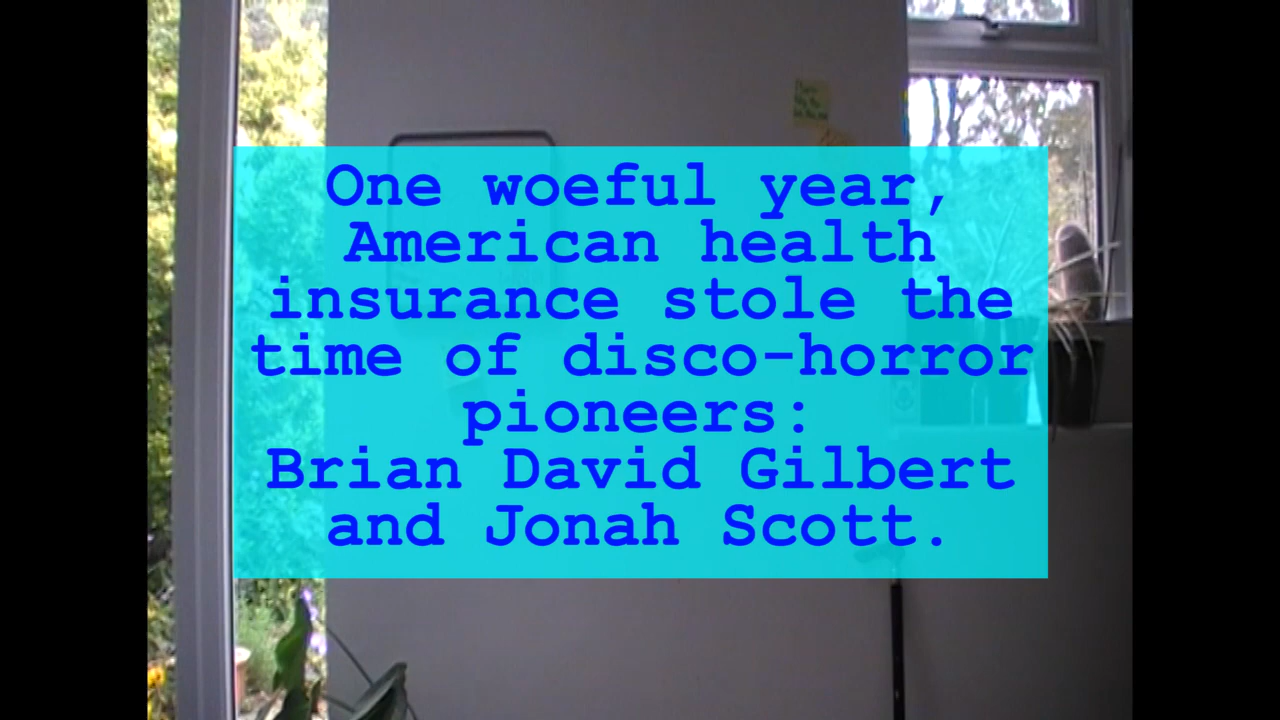 One woeful year,
American health
insurance stole the
time of disco-horror
pioneers:
Brian David Gilbert
and Jonah Scott.